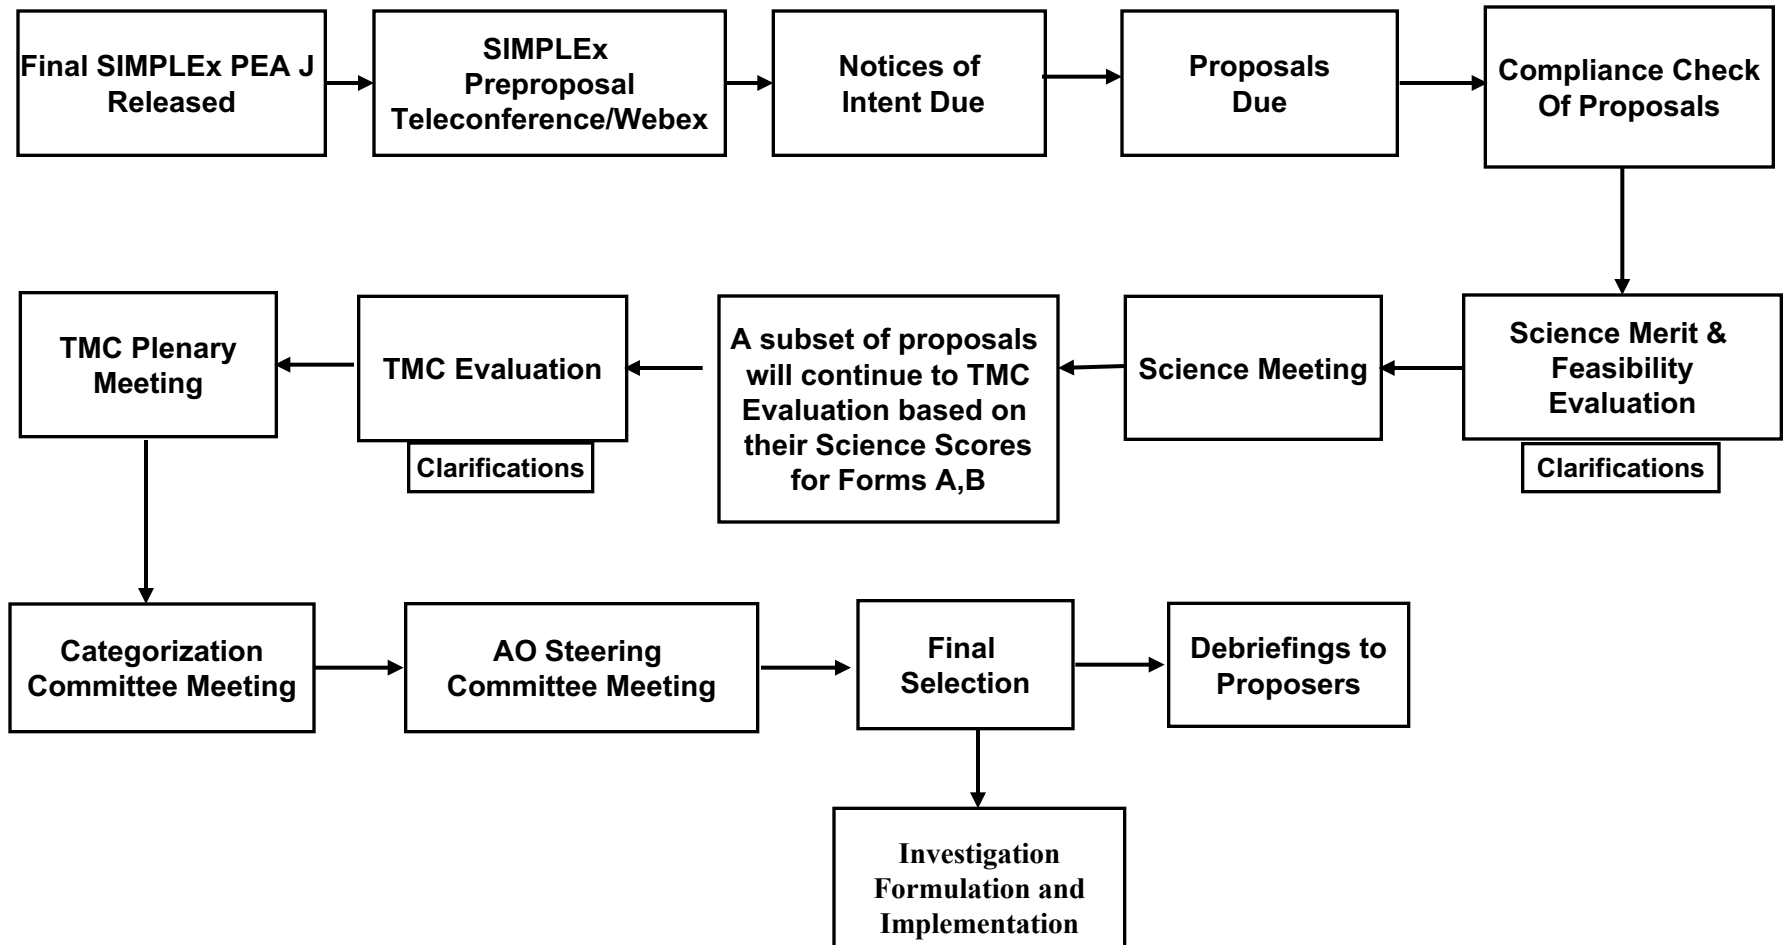 Final SIMPLEx PEA J
Released
SIMPLEx
Preproposal
Teleconference/Webex
Notices of
Intent Due
Proposals
Due
Compliance Check
Of Proposals
Science Merit &
Feasibility
Evaluation
Clarifications
Science Meeting
A subset of proposals
will continue to TMC
Evaluation based on
their Science Scores
for Forms A,B
TMC Evaluation
Clarifications
TMC Plenary
Meeting
Categorization
Committee Meeting
AO Steering
Committee Meeting
Final
Selection
Debriefings to
Proposers
Investigation
Formulation and
Implementation